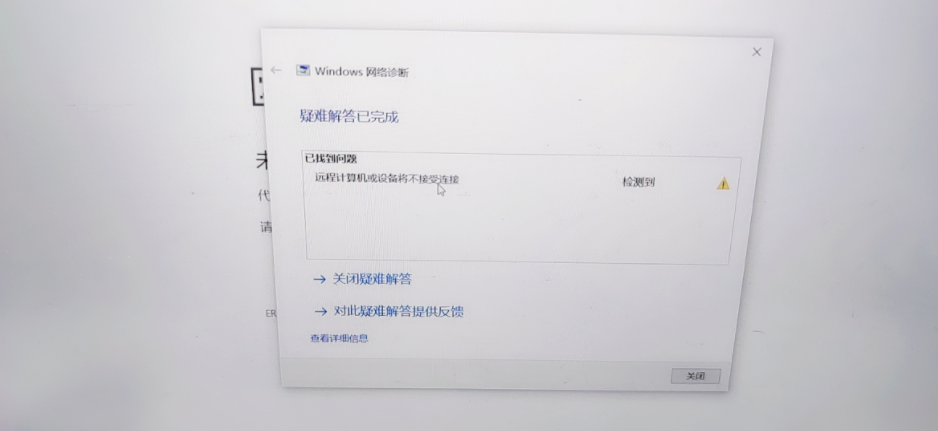 Windows 网络诊断
疑难解答已完成
已找到问题
远程计算机或设备将不接受连接 检测到
未
代
请
→ 关闭疑难解答
→ 对此疑难解答提供反馈
ER
查看详细信息
关闭